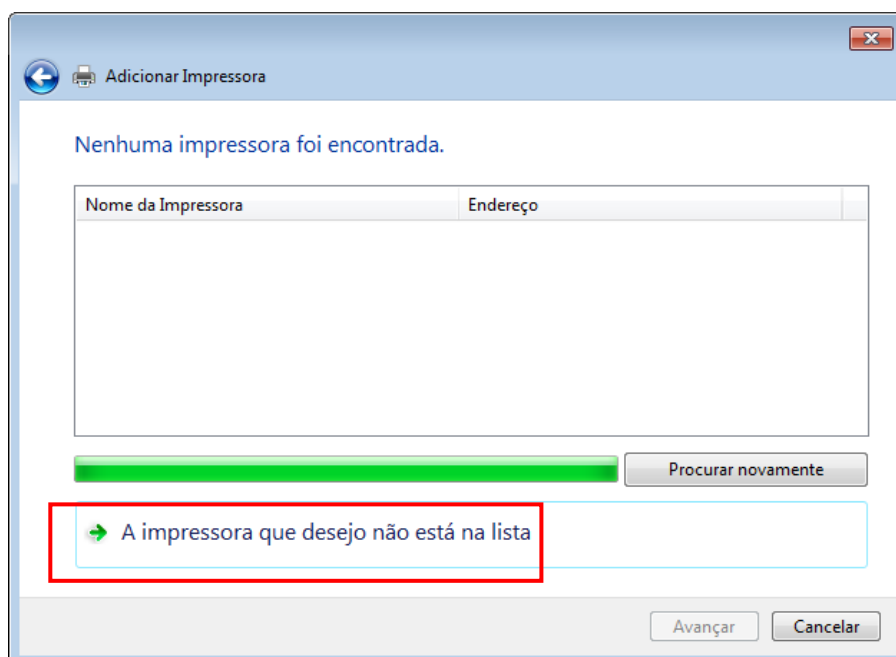 Adicionar Impressora
Nenhuma impressora foi encontrada.
Nome da Impressora Endereço
Procurar novamente
A impressora que desejo não está na lista
Avançar Cancelar